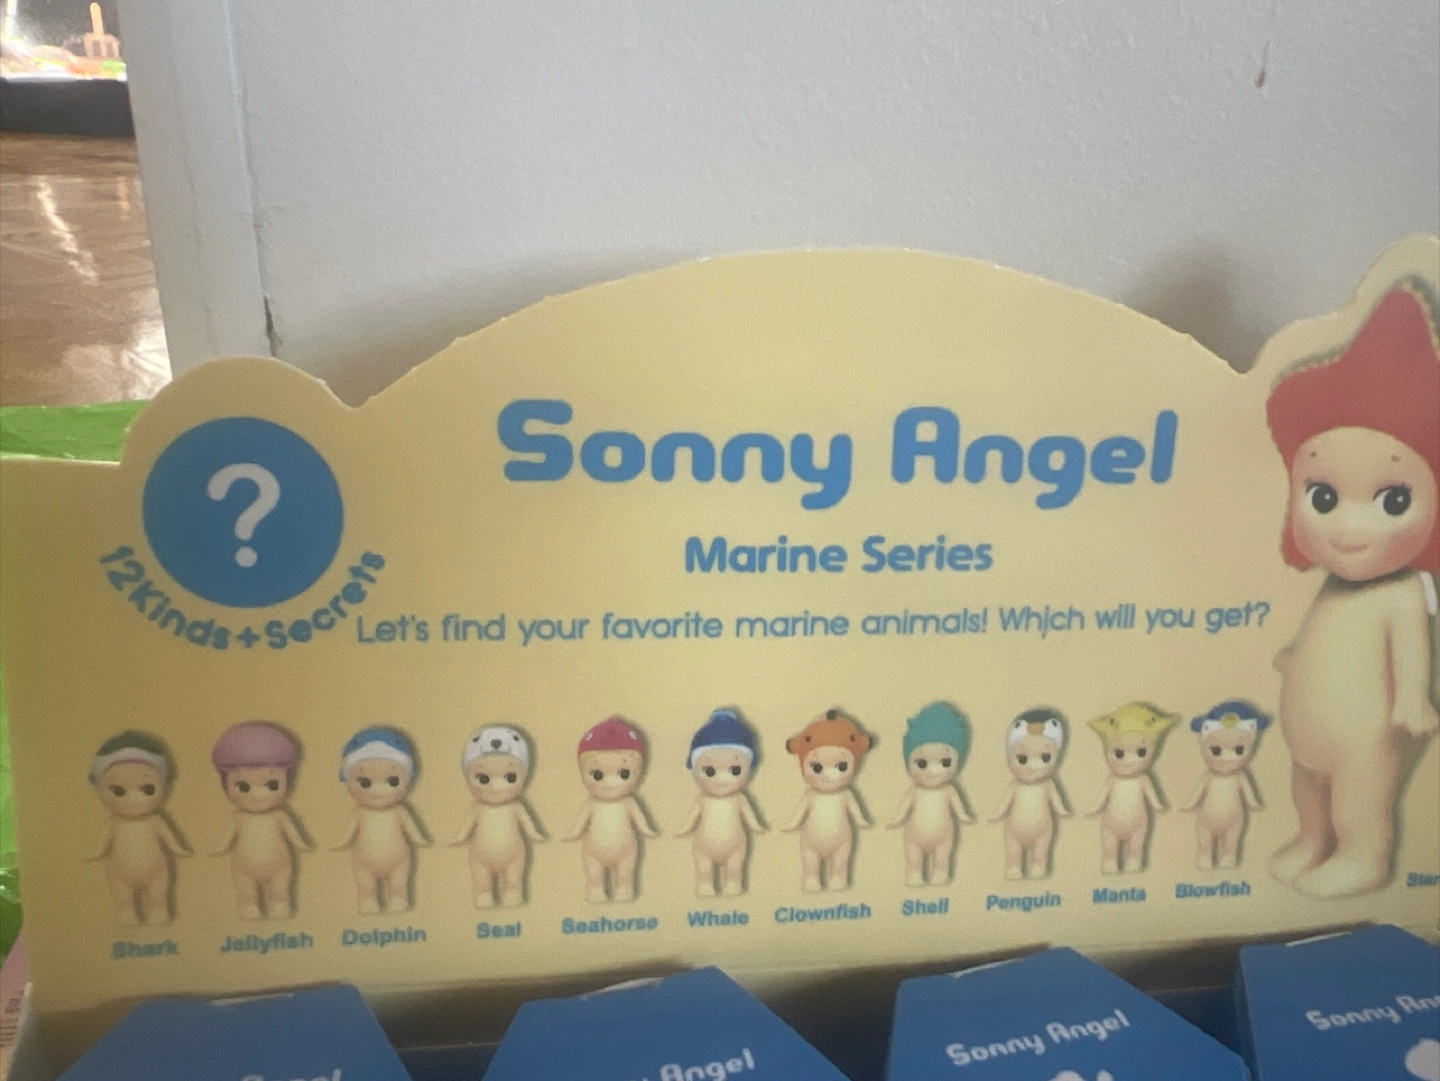 Sonny Angel
Marine Series
12Kinds+Secrets
?
Let's find your favorite marine animals! Which will you get?
Shark
Jellyfish
Dolphin
Seal
Seahorse
Whale
Clownfish
Shell
Penguin
Manta
Blowfish
Sonny
Angel
Sonny Angel
Sonny